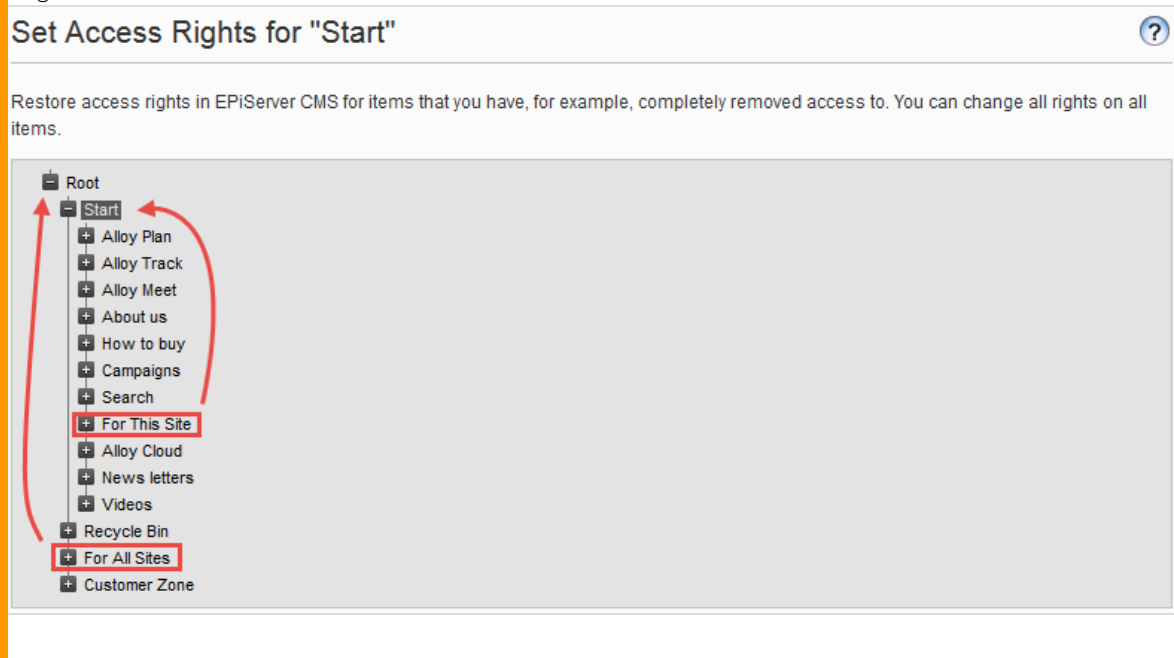 Set Access Rights for "Start"
?
Restore access rights in EPiServer CMS for items that you have, for example, completely removed access to. You can change all rights on all
items.
Root
Start
Alloy Plan
Alloy Track
Alloy Meet
About us
How to buy
Campaigns
Search
For This Site
Alloy Cloud
News letters
Videos
Recycle Bin
For All Sites
Customer Zone